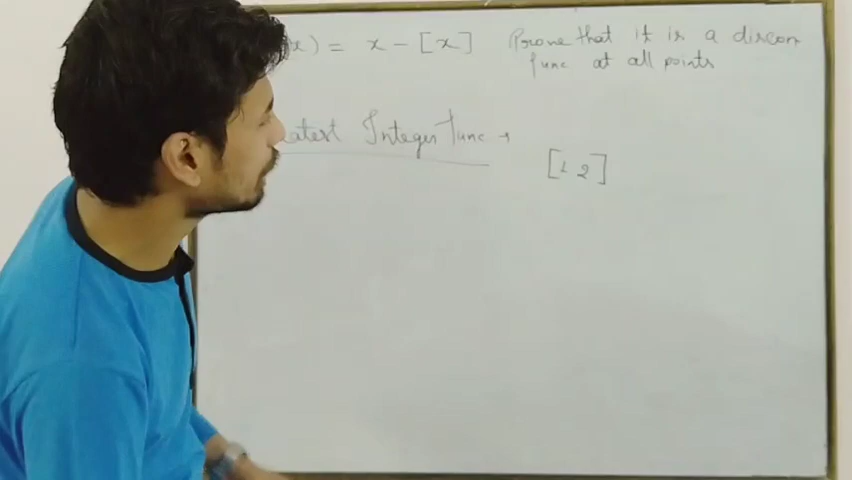 x) = x - [x] Prove that it is a discon
func at all points
eatest Integer func →
[1 2]